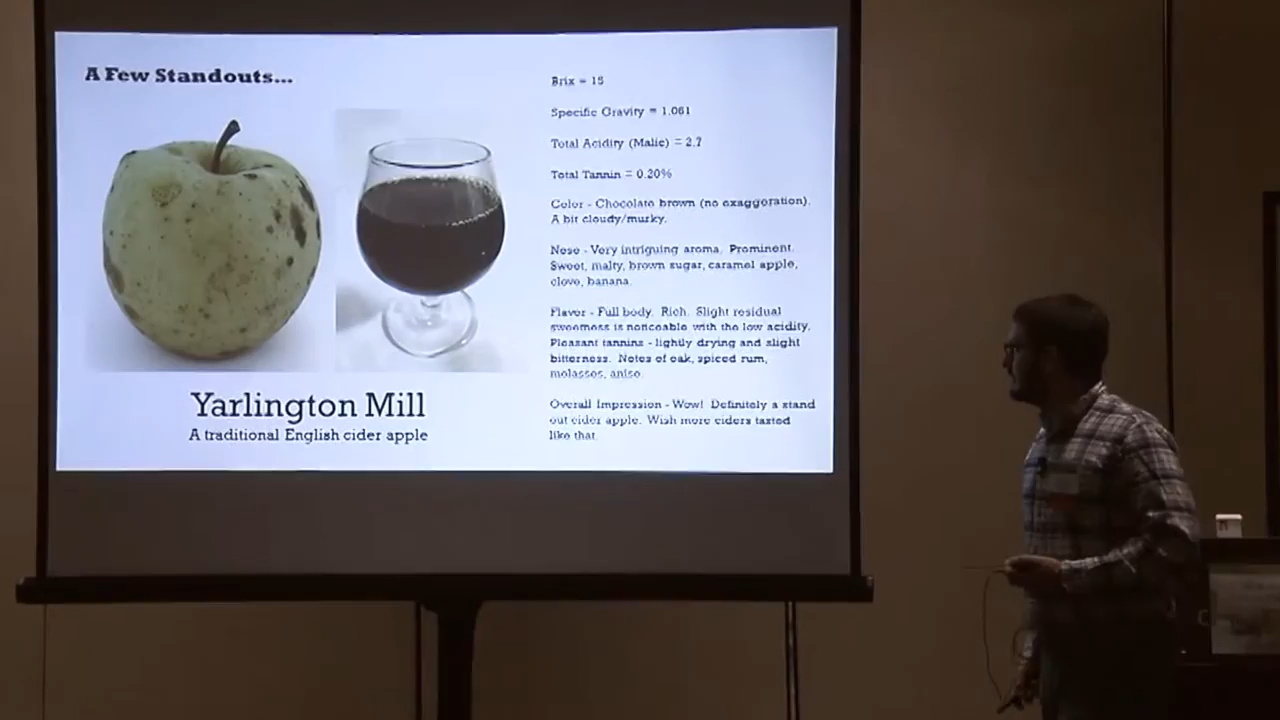 A Few Standouts...
Brix = 15
Specific Gravity = 1.061
Total Acidity (Malic) = 2.7
Total Tannin = 0.20%
Color - Chocolate brown (no exaggeration).
A bit cloudy/murky.
Nose - Very intriguing aroma. Prominent.
Sweet, malty, brown sugar, caramel apple,
clove, banana.
Flavor - Full body. Rich. Slight residual
sweetness is noticeable with the low acidity.
Pleasant tannins - lightly drying and slight
bitterness. Notes of oak, spiced rum,
molasses, anise.
Overall Impression - Wow! Definitely a stand
out cider apple. Wish more ciders tasted
like that.
Yarlington Mill
A traditional English cider apple